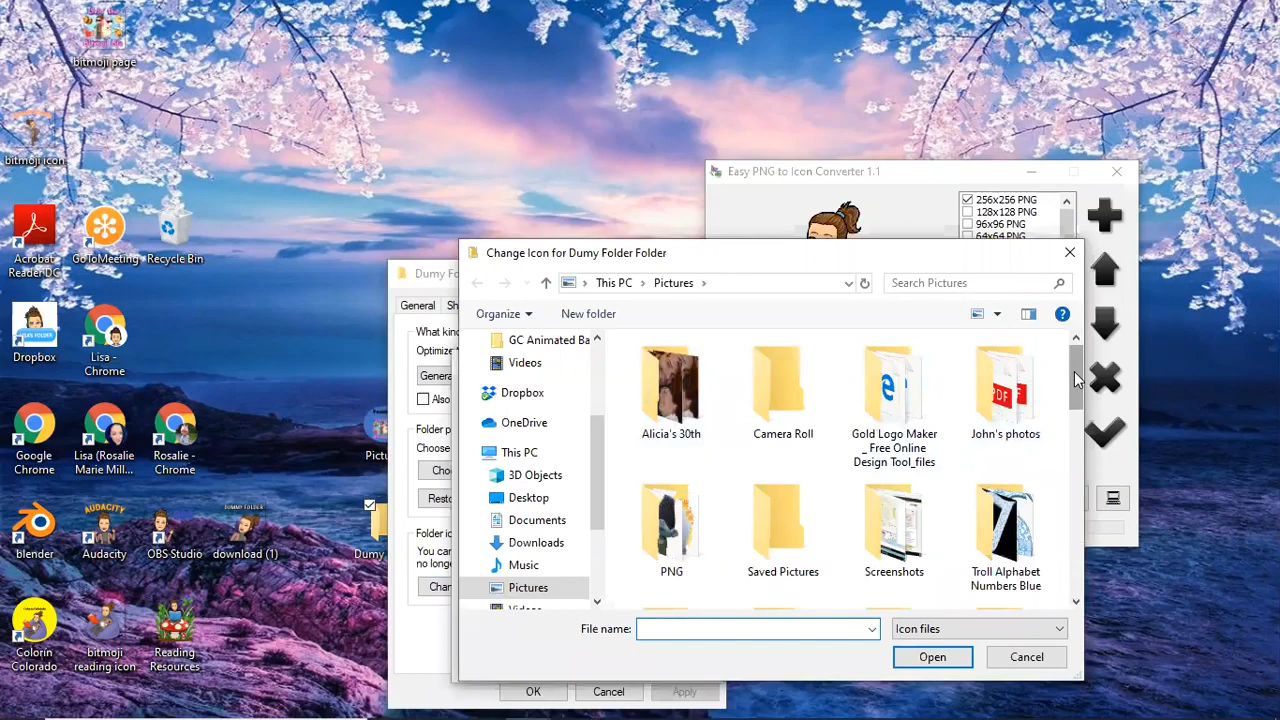 bitmoji page
bitmoji icon
Acrobat
Reader DC
GoToMeeting
Recycle Bin
Dropbox
Lisa -
Chrome
Google
Chrome
Lisa (Rosalie
Marie Mill...
Rosalie -
Chrome
Pictu
blender
AUDACITY
Audacity
OBS Studio
DUMMY FOLDER
download (1)
Dumy
Colorin
Colorado
bitmoji
reading icon
Reading
Resources
Easy PNG to Icon Converter 1.1
256x256 PNG
128x128 PNG
96x96 PNG
64x64 PNG
Dumy Fo
General
Sh
What kin
Optimize
Genera
Also
Folder p
Choose
Cho
Resto
Folder ic
You can
no longe
Chan
OK
Cancel
Apply
Change Icon for Dumy Folder Folder
This PC
Pictures
Search Pictures
Organize
New folder
GC Animated Ba
Videos
Dropbox
OneDrive
This PC
3D Objects
Desktop
Documents
Downloads
Music
Pictures
Videos
Alicia's 30th
Camera Roll
Gold Logo Maker
_ Free Online
Design Tool_files
PDF
John's photos
PNG
Saved Pictures
Screenshots
Troll Alphabet
Numbers Blue
File name:
Icon files
Open
Cancel